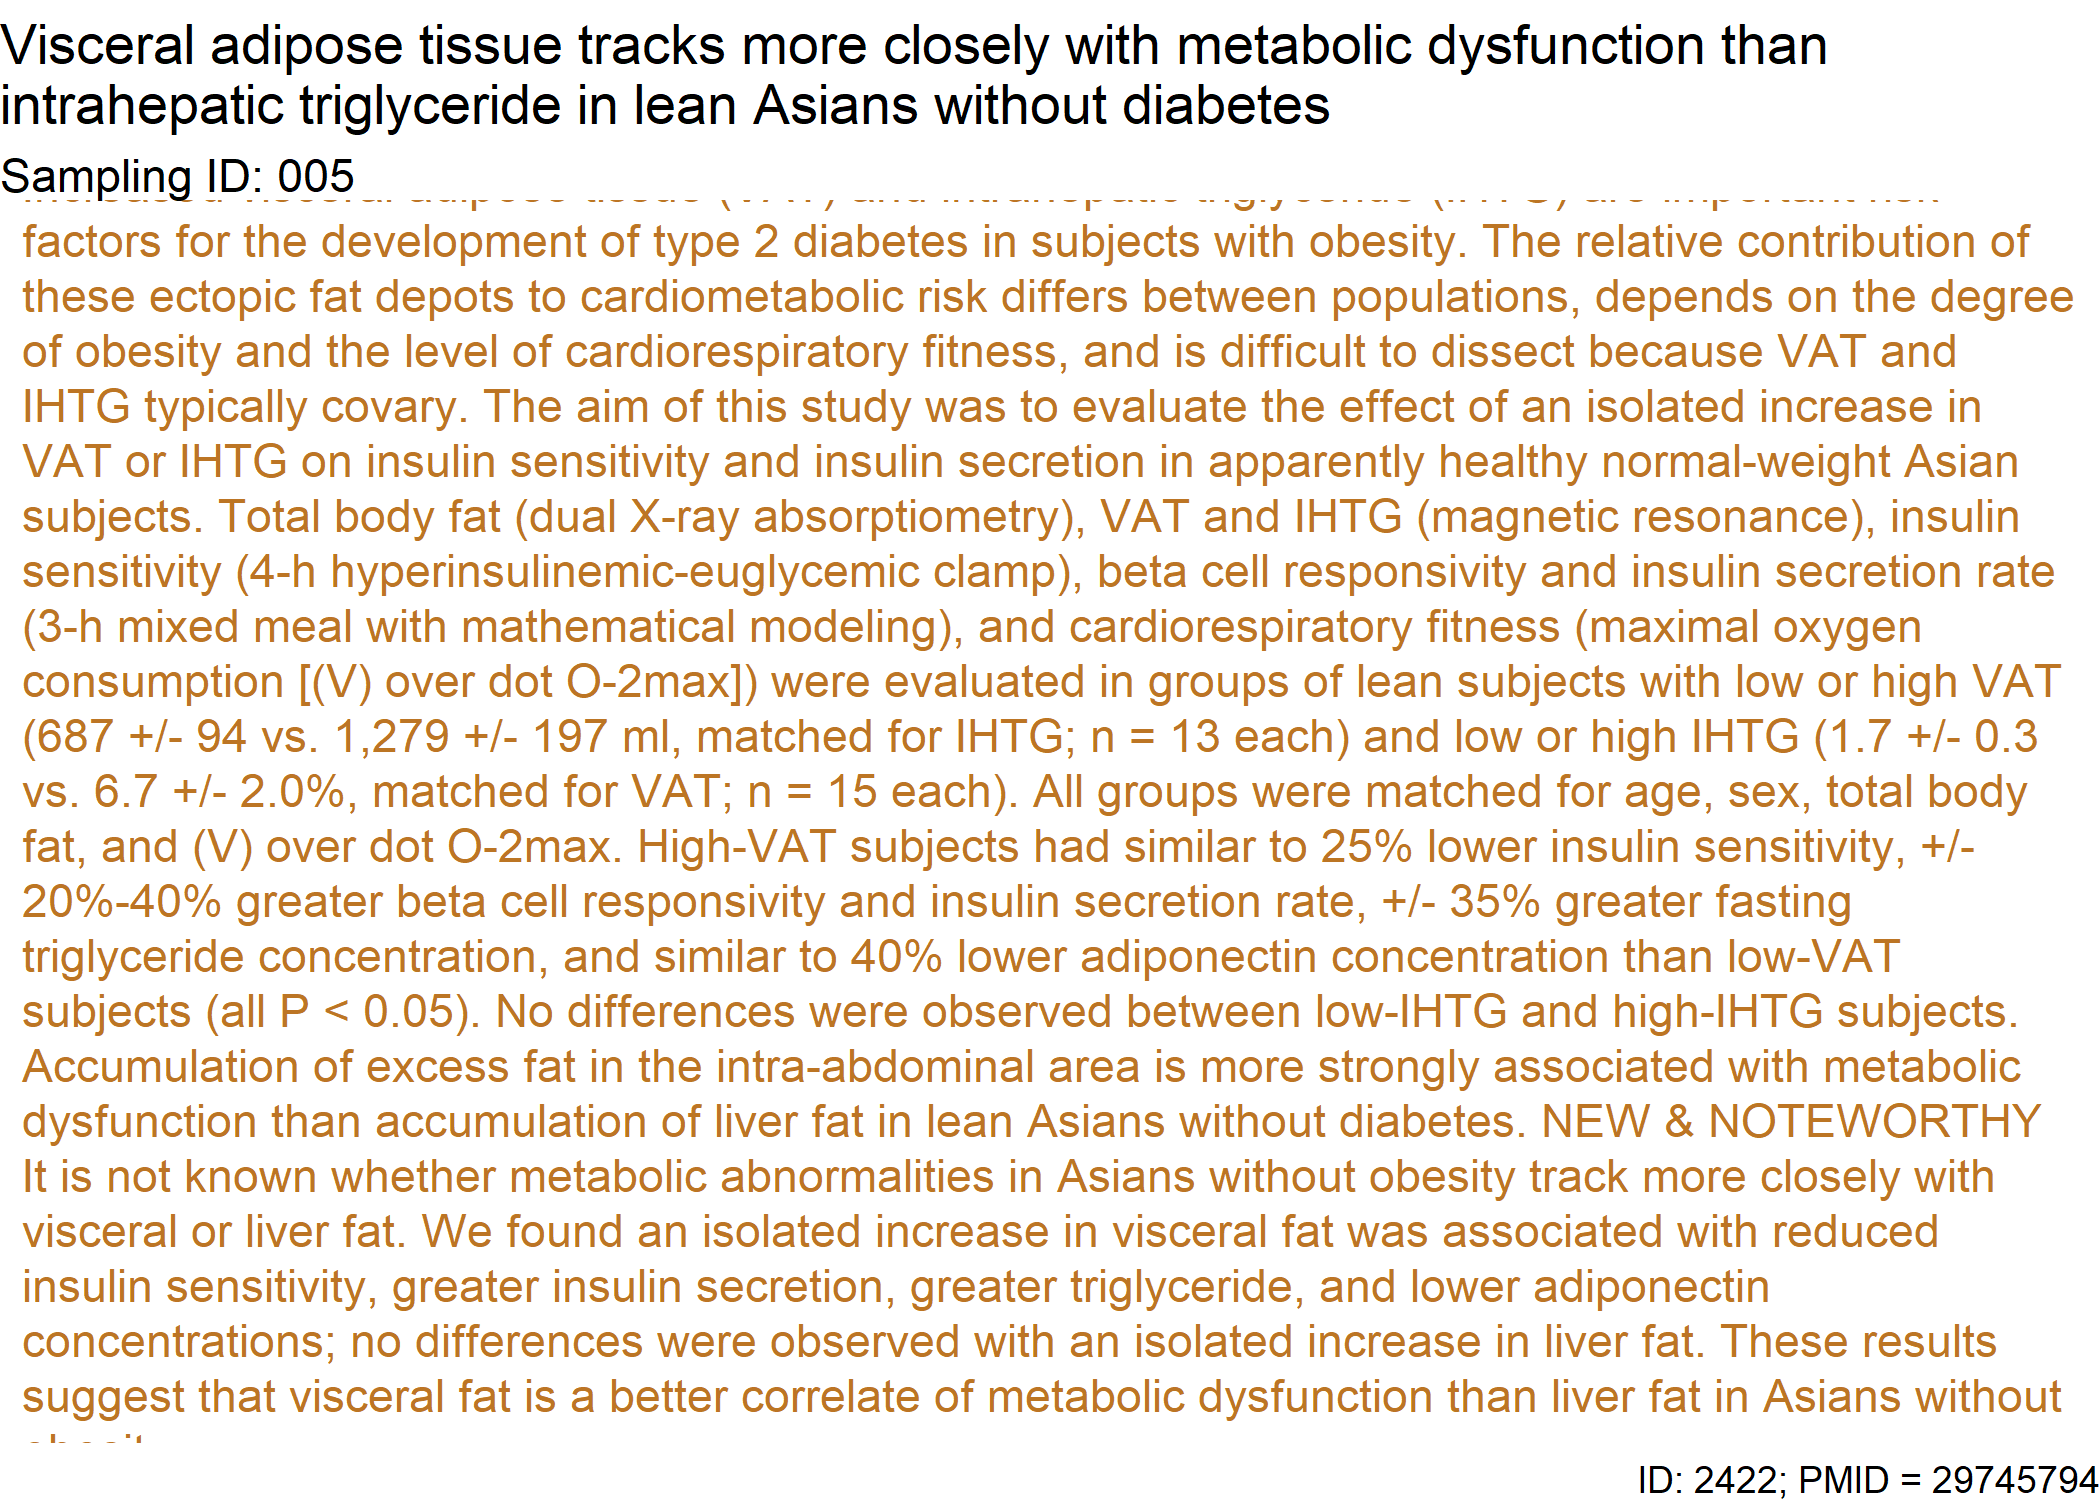 Visceral adipose tissue tracks more closely with metabolic dysfunction than
intrahepatic triglyceride in lean Asians without diabetes
Sampling ID: 005
Increased visceral adipose tissue (VAT) and intrahepatic triglyceride (IHTG) are important risk
factors for the development of type 2 diabetes in subjects with obesity. The relative contribution of
these ectopic fat depots to cardiometabolic risk differs between populations, depends on the degree
of obesity and the level of cardiorespiratory fitness, and is difficult to dissect because VAT and
IHTG typically covary. The aim of this study was to evaluate the effect of an isolated increase in
VAT or IHTG on insulin sensitivity and insulin secretion in apparently healthy normal-weight Asian
subjects. Total body fat (dual X-ray absorptiometry), VAT and IHTG (magnetic resonance), insulin
sensitivity (4-h hyperinsulinemic-euglycemic clamp), beta cell responsivity and insulin secretion rate
(3-h mixed meal with mathematical modeling), and cardiorespiratory fitness (maximal oxygen
consumption [(V) over dot O-2max]) were evaluated in groups of lean subjects with low or high VAT
(687 +/- 94 vs. 1,279 +/- 197 ml, matched for IHTG; n = 13 each) and low or high IHTG (1.7 +/- 0.3
vs. 6.7 +/- 2.0%, matched for VAT; n = 15 each). All groups were matched for age, sex, total body
fat, and (V) over dot O-2max. High-VAT subjects had similar to 25% lower insulin sensitivity, +/-
20%-40% greater beta cell responsivity and insulin secretion rate, +/- 35% greater fasting
triglyceride concentration, and similar to 40% lower adiponectin concentration than low-VAT
subjects (all P < 0.05). No differences were observed between low-IHTG and high-IHTG subjects.
Accumulation of excess fat in the intra-abdominal area is more strongly associated with metabolic
dysfunction than accumulation of liver fat in lean Asians without diabetes. NEW & NOTEWORTHY
It is not known whether metabolic abnormalities in Asians without obesity track more closely with
visceral or liver fat. We found an isolated increase in visceral fat was associated with reduced
insulin sensitivity, greater insulin secretion, greater triglyceride, and lower adiponectin
concentrations; no differences were observed with an isolated increase in liver fat. These results
suggest that visceral fat is a better correlate of metabolic dysfunction than liver fat in Asians without
ID: 2422; PMID = 29745794